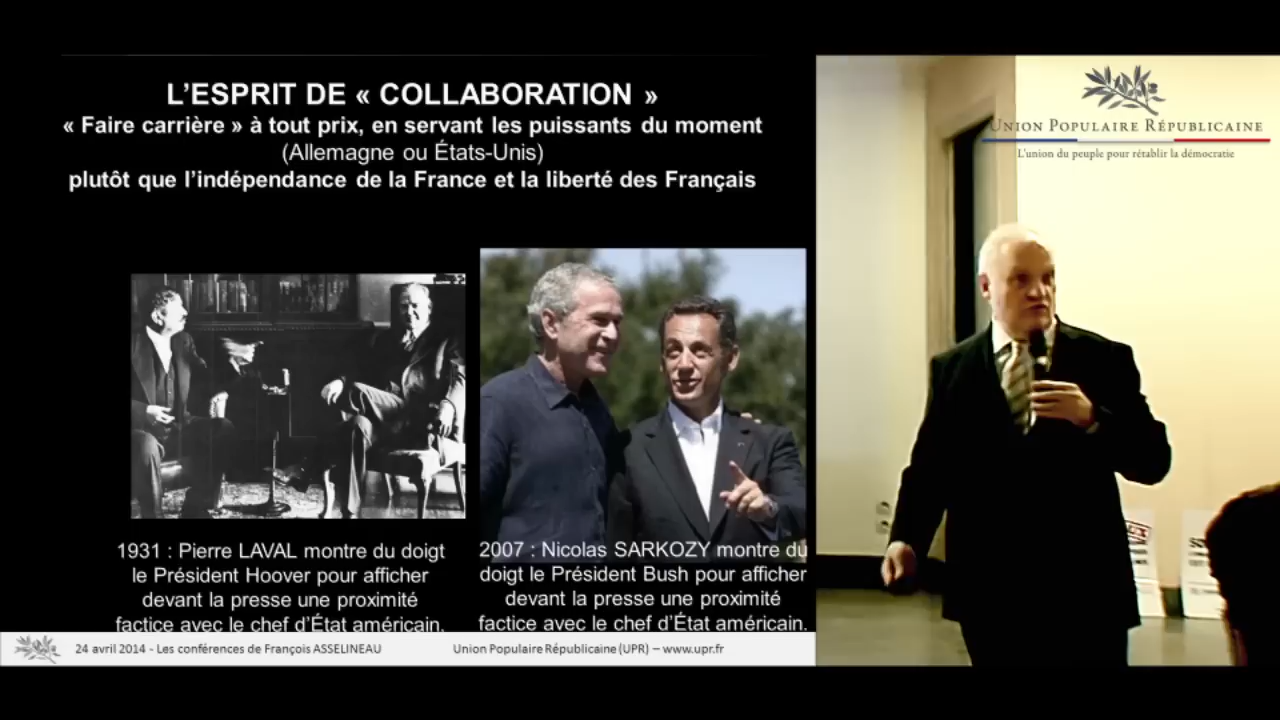 L'ESPRIT DE « COLLABORATION »
« Faire carrière » à tout prix, en servant les puissants du moment
(Allemagne ou États-Unis)
plutôt que l'indépendance de la France et la liberté des Français
1931 : Pierre LAVAL montre du doigt
le Président Hoover pour afficher
devant la presse une proximité
factice avec le chef d'État américain.
2007 : Nicolas SARKOZY montre du
doigt le Président Bush pour afficher
devant la presse une proximité
factice avec le chef d'État américain.
24 avril 2014 - Les conférences de François ASSELINEAU
Union Populaire Républicaine (UPR) – www.upr.fr
UNION POPULAIRE RÉPUBLICAINE
L'union du peuple pour rétablir la démocratie